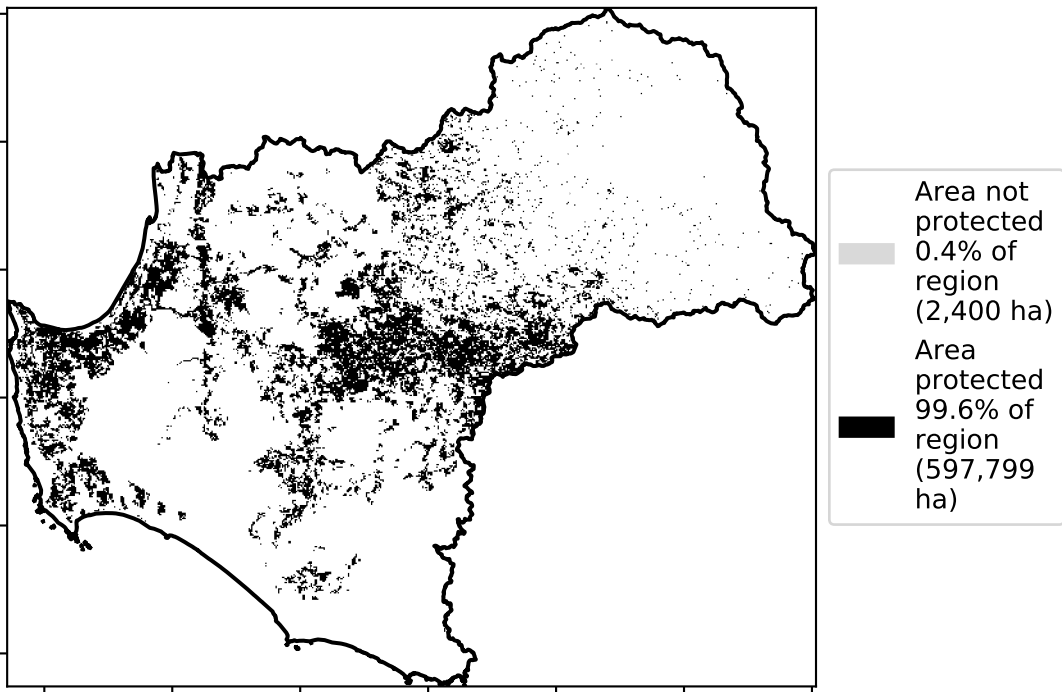 Area not
protected
0.4% of
region
(2,400 ha)
Area
protected
99.6% of
region
(597,799
ha)